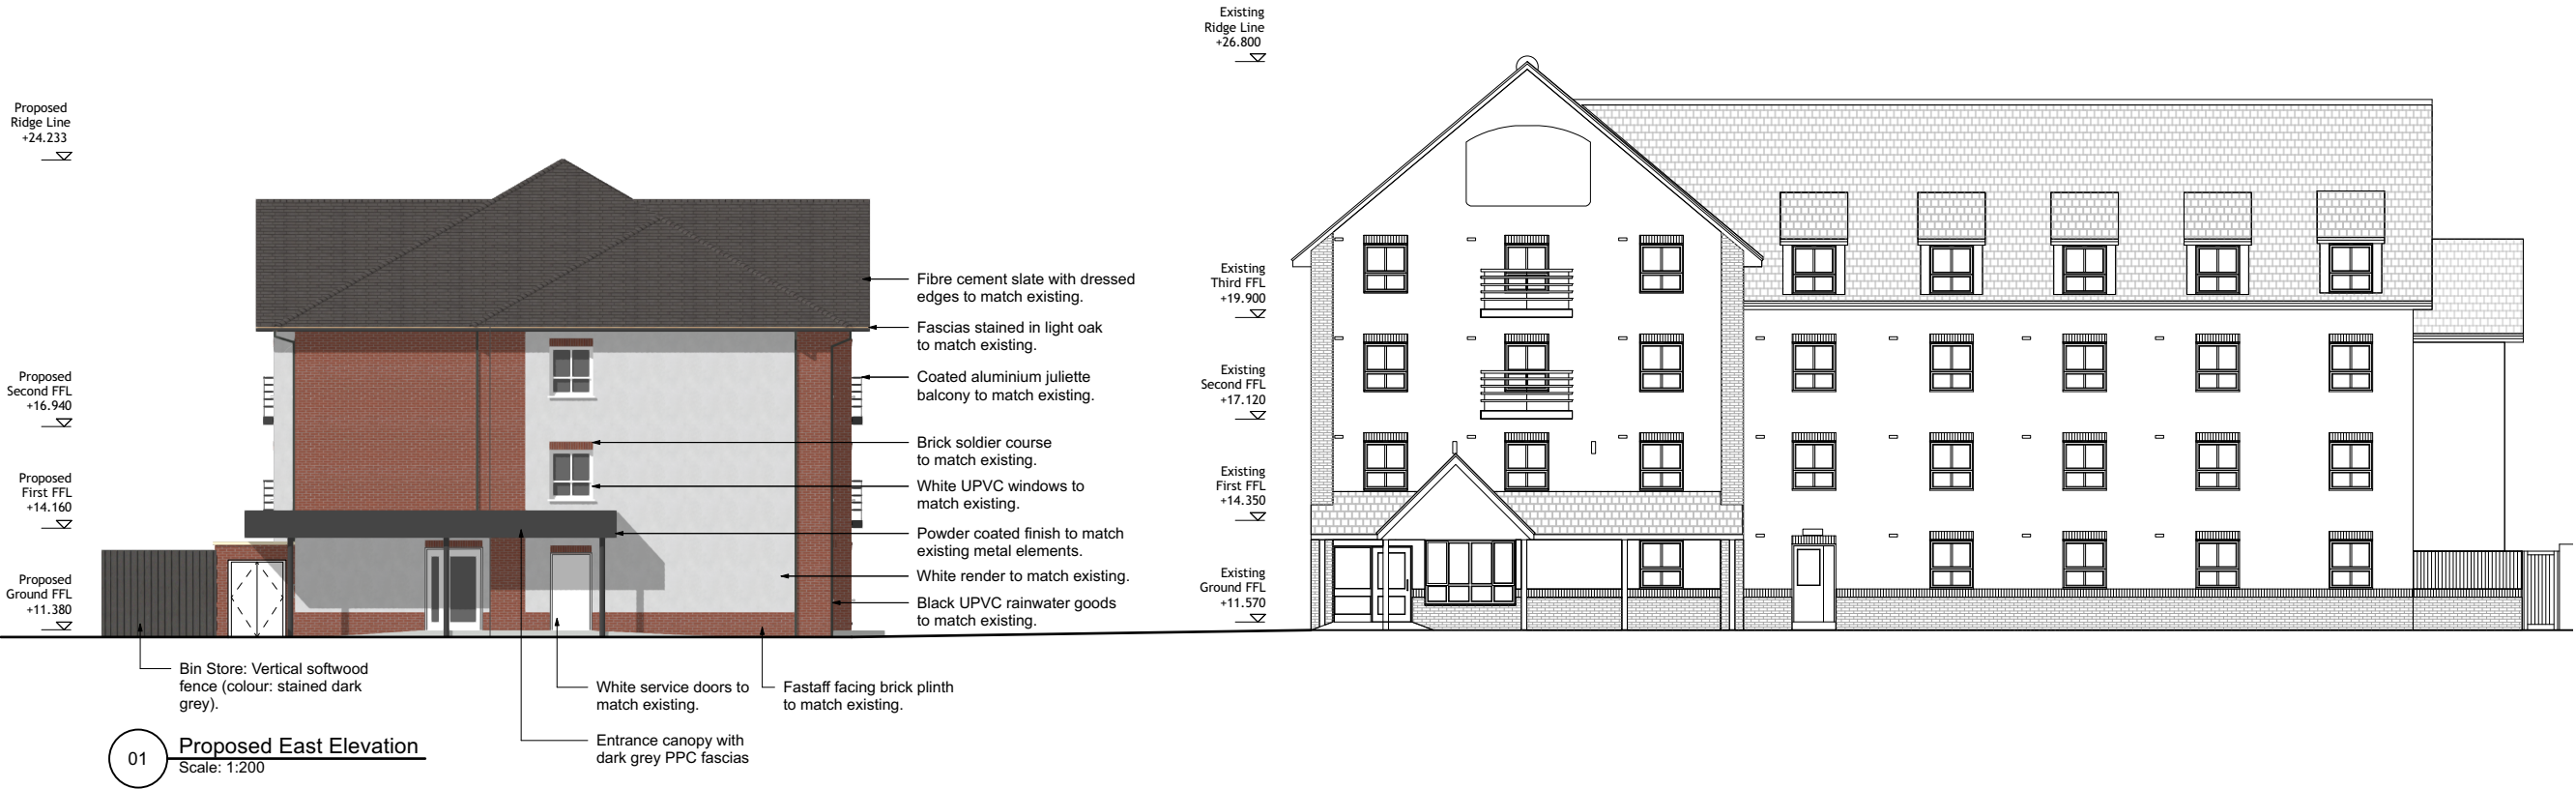 Existing
Ridge Line
+26.800
Proposed
Ridge Line
+24.233
Fibre cement slate with dressed
edges to match existing.
Fascias stained in light oak
to match existing.
Coated aluminium juliette
balcony to match existing.
Brick soldier course
to match existing.
White UPVC windows to
match existing.
Powder coated finish to match
existing metal elements.
White render to match existing.
Black UPVC rainwater goods
to match existing.
Existing
Third FFL
+19.900
Existing
Second FFL
+17.120
Existing
First FFL
+14.350
Existing
Ground FFL
+11.570
Proposed
Second FFL
+16.940
Proposed
First FFL
+14.160
Proposed
Ground FFL
+11.380
Bin Store: Vertical softwood
fence (colour: stained dark
grey).
White service doors to
match existing.
Fastaff facing brick plinth
to match existing.
Entrance canopy with
dark grey PPC fascias
01
Proposed East Elevation
Scale: 1:200